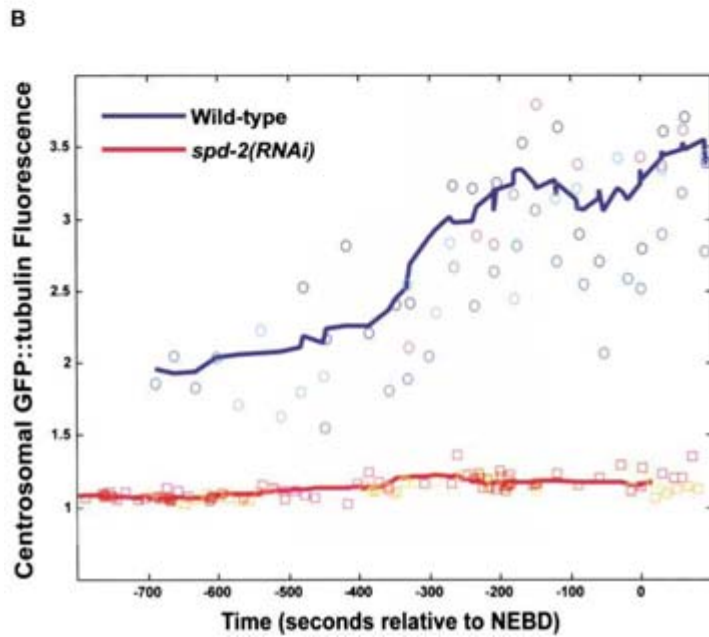 B
Centrosomal GFP::tubulin Fluorescence
Wild-type
spd-2(RNAi)
3.5
3
2.5
2
1.5
1
-700 -600 -500 -400 -300 -200 -100 0
Time (seconds relative to NEBD)